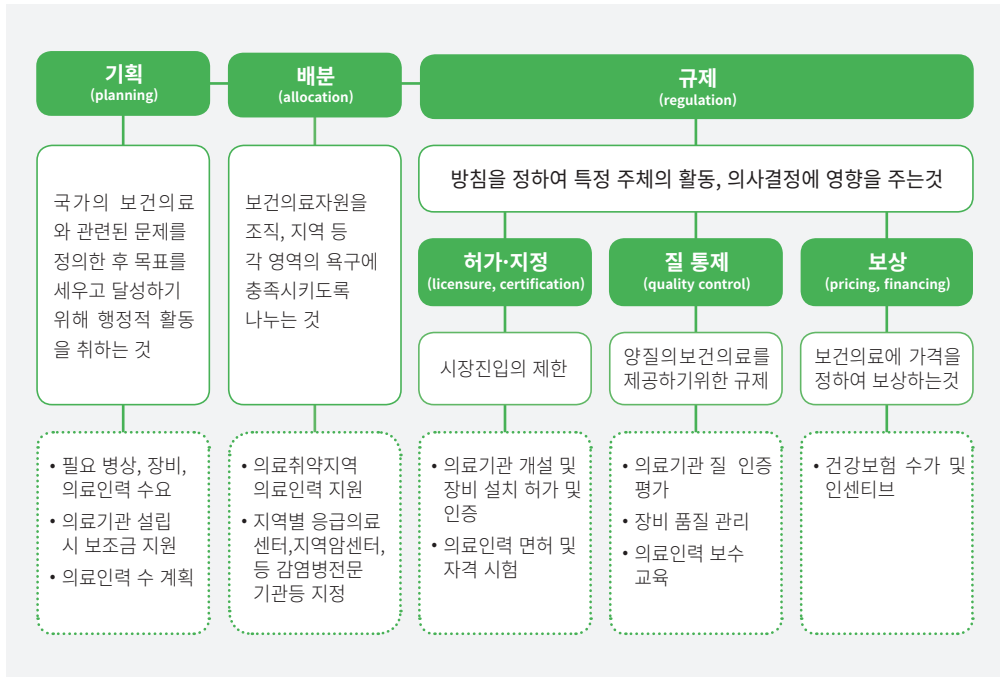 기획
(planning)
배분
(allocation)
규제
(regulation)
국가의 보건의료
와 관련된 문제를
정의한 후 목표를
세우고 달성하기
위해 행정적 활동
을 취하는 것
보건의료자원을
조직, 지역 등
각 영역의 욕구에
충족시키도록
나누는 것
방침을 정하여 특정 주체의 활동, 의사결정에 영향을 주는것
허가·지정
(licensure, certification)
질 통제
(quality control)
보상
(pricing, financing)
시장진입의 제한
양질의보건의료를
제공하기위한 규제
보건의료에 가격을
정하여 보상하는것
• 필요 병상, 장비,
의료인력 수요
• 의료기관 설립
시 보조금 지원
• 의료인력 수 계획
• 의료취약지역
의료인력 지원
• 지역별 응급의료
센터,지역암센터,
등 감염병전문
기관등 지정
• 의료기관 개설 및
장비 설치 허가 및
인증
• 의료인력 면허 및
자격 시험
• 의료기관 질 인증
평가
• 장비 품질 관리
• 의료인력 보수
교육
• 건강보험 수가 및
인센티브